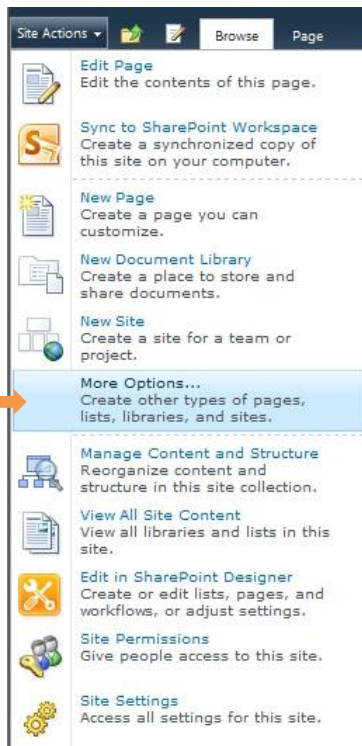 Site Actions Browse Page
Edit Page
Edit the contents of this page.
Sync to SharePoint Workspace
Create a synchronized copy of
this site on your computer.
New Page
Create a page you can
customize.
New Document Library
Create a place to store and
share documents.
New Site
Create a site for a team or
project.
More Options...
Create other types of pages,
lists, libraries, and sites.
Manage Content and Structure
Reorganize content and
structure in this site collection.
View All Site Content
View all libraries and lists in this
site.
Edit in SharePoint Designer
Create or edit lists, pages, and
workflows, or adjust settings.
Site Permissions
Give people access to this site.
Site Settings
Access all settings for this site.